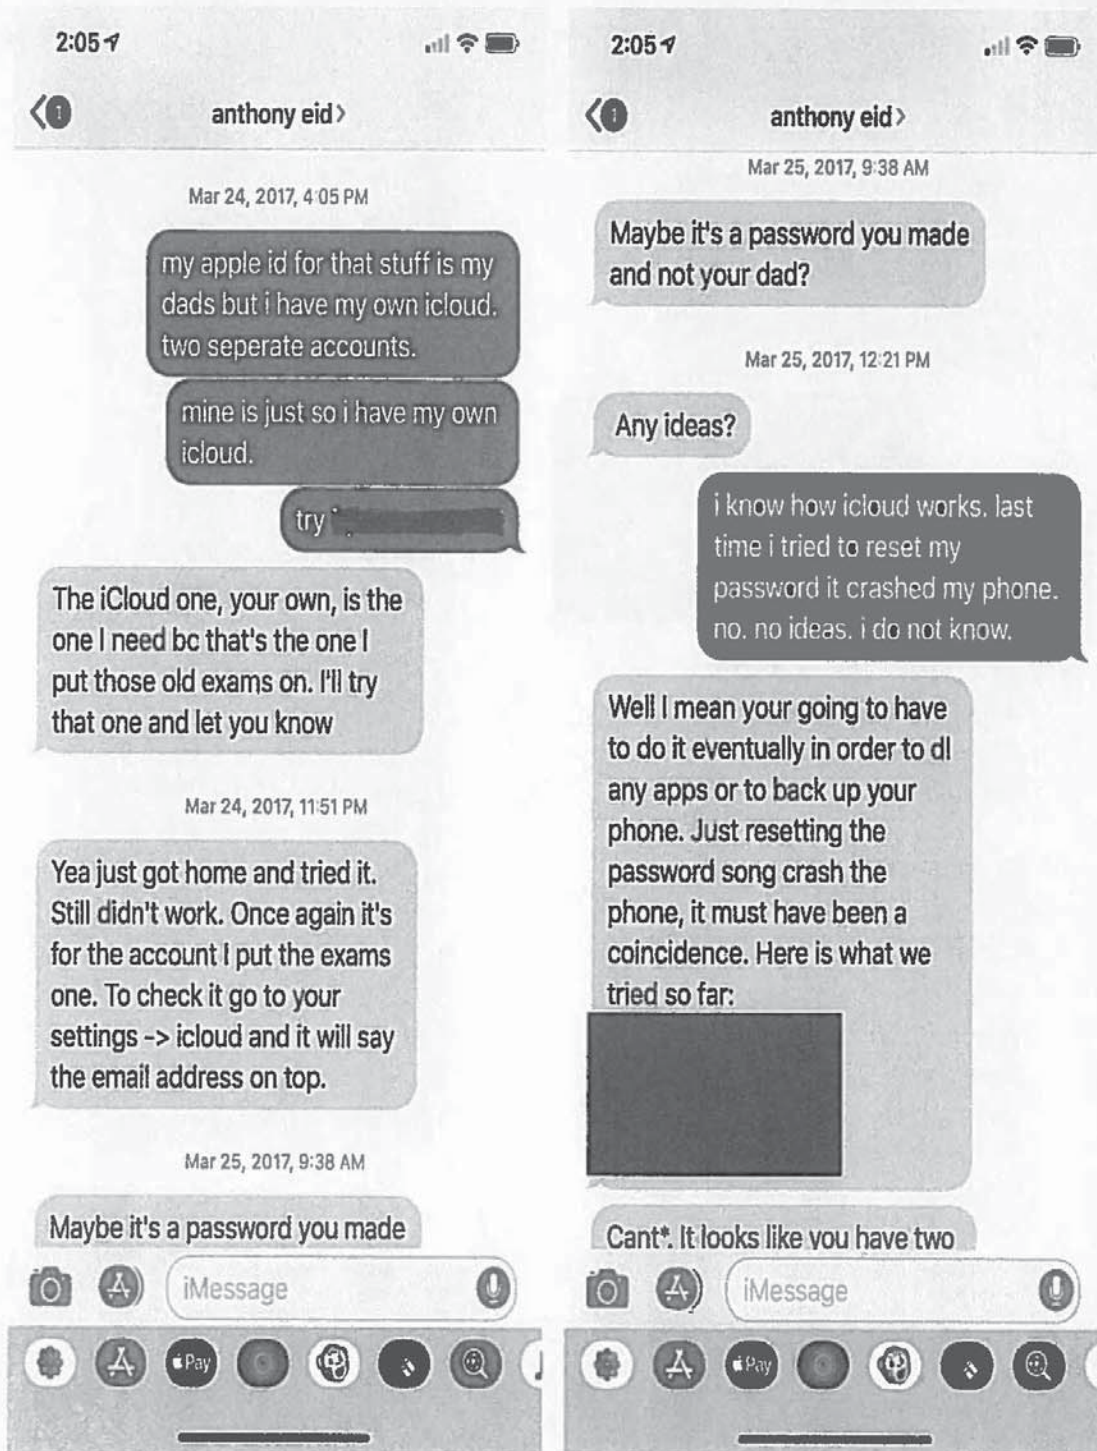 2:05
1
anthony eid >
Mar 24, 2017, 4:05 PM
my apple id for that stuff is my
dads but i have my own icloud.
two seperate accounts.
mine is just so i have my own
icloud.
try
The iCloud one, your own, is the
one I need bc that's the one I
put those old exams on. I'll try
that one and let you know
Mar 24, 2017, 11:51 PM
Yea just got home and tried it.
Still didn't work. Once again it's
for the account I put the exams
one. To check it go to your
settings -> icloud and it will say
the email address on top.
Mar 25, 2017, 9:38 AM
Maybe it's a password you made
iMessage
Pay
2:05
1
anthony eid >
Mar 25, 2017, 9:38 AM
Maybe it's a password you made
and not your dad?
Mar 25, 2017, 12:21 PM
Any ideas?
i know how icloud works. last
time i tried to reset my
password it crashed my phone.
no. no ideas. i do not know.
Well I mean your going to have
to do it eventually in order to dl
any apps or to back up your
phone. Just resetting the
password song crash the
phone, it must have been a
coincidence. Here is what we
tried so far:
Cant*. It looks like you have two
iMessage
Pay